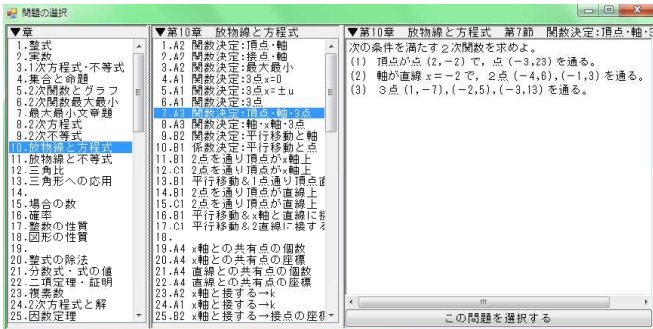 問題の選択
▼章
1.整式
2.実数
3.1次方程式・不等式
4.集合と命題
5.2次関数とグラフ
6.2次関数最大最小
7.最大最小文章題
8.2次方程式
9.2次不等式
10.放物線と方程式
11.放物線と不等式
12.三角比
13.三角形への応用
14.
15.場合の数
16.確率
17.整数の性質
18.図形の性質
19.
20.整式の除法
21.分数式・式の値
22.二項定理・証明
23.複素数
24.2次方程式と解
25.因数定理
▼第10章 放物線と方程式
1.A2 関数決定:頂点・軸
2.A2 関数決定:接点・軸
3.A2 関数決定:最大最小
4.A1 関数決定:3点x=0
5.A1 関数決定:3点x=±u
6.A1 関数決定:3点
7.A3 関数決定:頂点・軸・3点
8.A3 関数決定:軸・x軸・3点
9.B2 関数決定:平行移動と軸
10.B1 係数決定:平行移動と点
11.B1 2点を通り頂点がx軸上
12.B1 2点を通り頂点がx軸上
13.B1 平行移動&1点通り頂点直
14.B1 2点を通り頂点が直線上
15.C1 2点を通り頂点が直線上
16.B1 平行移動&x軸と直線に接
17.C1 平行移動&2直線に接する
18.
19.A4 x軸との共有点の個数
20.A4 x軸との共有点の座標
21.A4 直線との共有点の個数
22.A4 直線との共有点の座標
23.A2 x軸と接する→k
24.A1 x軸と接する→k
25.B2 x軸と接する→接点の座標
▼第10章 放物線と方程式 第7節 関数決定:頂点・軸・3
次の条件を満たす2次関数を求めよ。
(1) 頂点が点 (2,-2) で, 点 (-3,23) を通る。
(2) 軸が直線 x=-2 で, 2点 (-4,6),(-1,3) を通る。
(3) 3点 (1,-7),(-2,5),(-3,13) を通る。
この問題を選択する